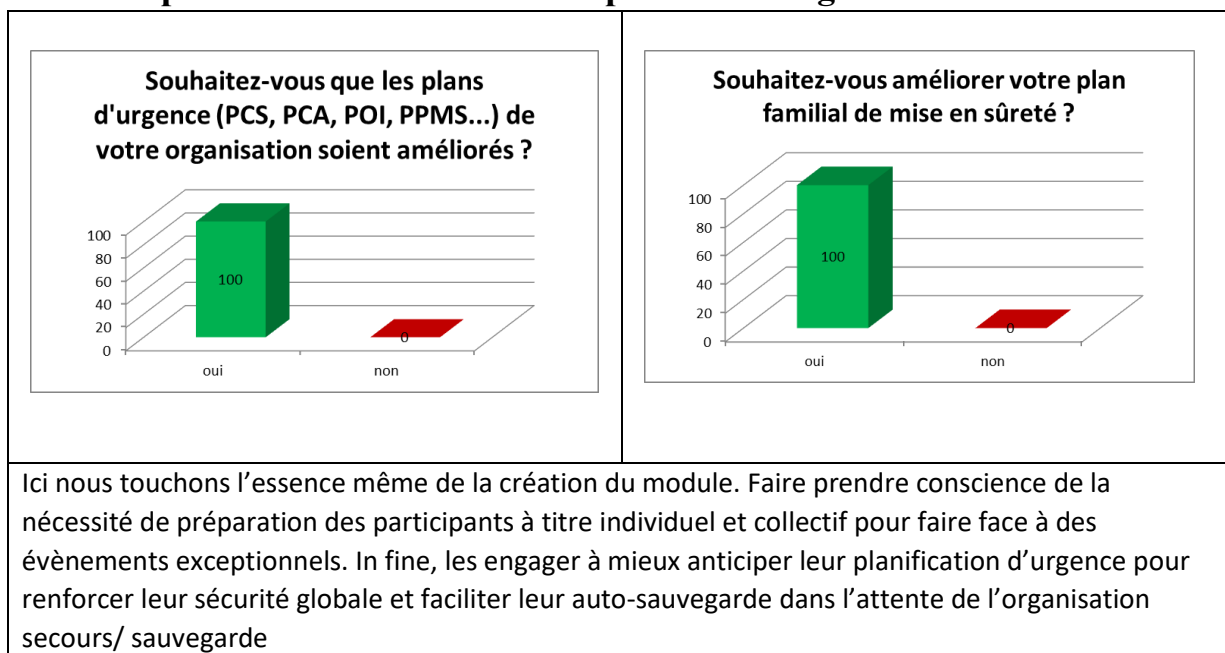 Souhaitez-vous que les plans
d'urgence (PCS, PCA, POI, PPMS...) de
votre organisation soient améliorés ?
100
80
60
40
20
0
100
0
oui
non
Souhaitez-vous améliorer votre plan
familial de mise en sûreté ?
100
80
60
40
20
0
100
0
oui
non
Ici nous touchons l’essence même de la création du module. Faire prendre conscience de la
nécessité de préparation des participants à titre individuel et collectif pour faire face à des
évènements exceptionnels. In fine, les engager à mieux anticiper leur planification d’urgence pour
renforcer leur sécurité globale et faciliter leur auto-sauvegarde dans l’attente de l’organisation
secours/ sauvegarde